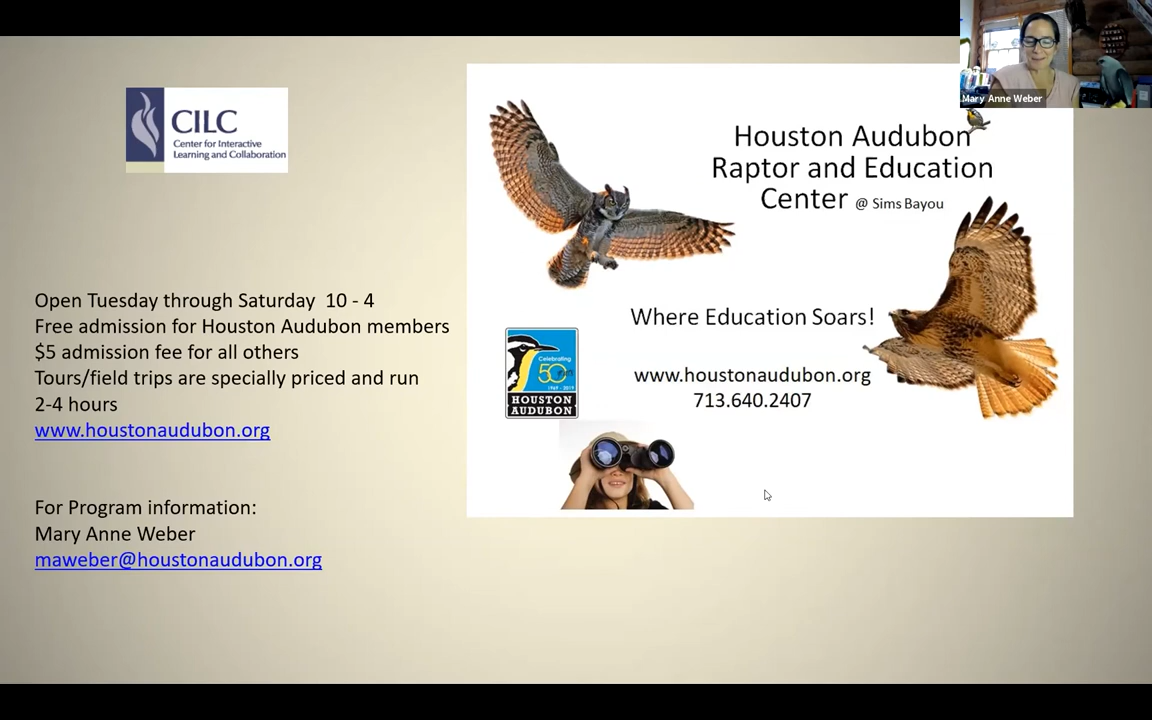 Mary Anne Weber
CILC
Center for Interactive
Learning and Collaboration
Houston Audubon
Raptor and Education
Center @ Sims Bayou
Where Education Soars!
www.houstonaudubon.org
713.640.2407
Celebrating
50
1969 - 2019
HOUSTON
AUDUBON
Open Tuesday through Saturday 10 - 4
Free admission for Houston Audubon members
$5 admission fee for all others
Tours/field trips are specially priced and run
2-4 hours
www.houstonaudubon.org
For Program information:
Mary Anne Weber
maweber@houstonaudubon.org